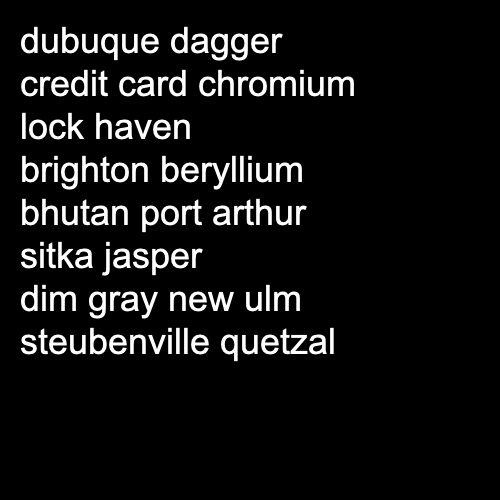 dubuque dagger
credit card chromium
lock haven
brighton beryllium
bhutan port arthur
sitka jasper
dim gray new ulm
steubenville quetzal